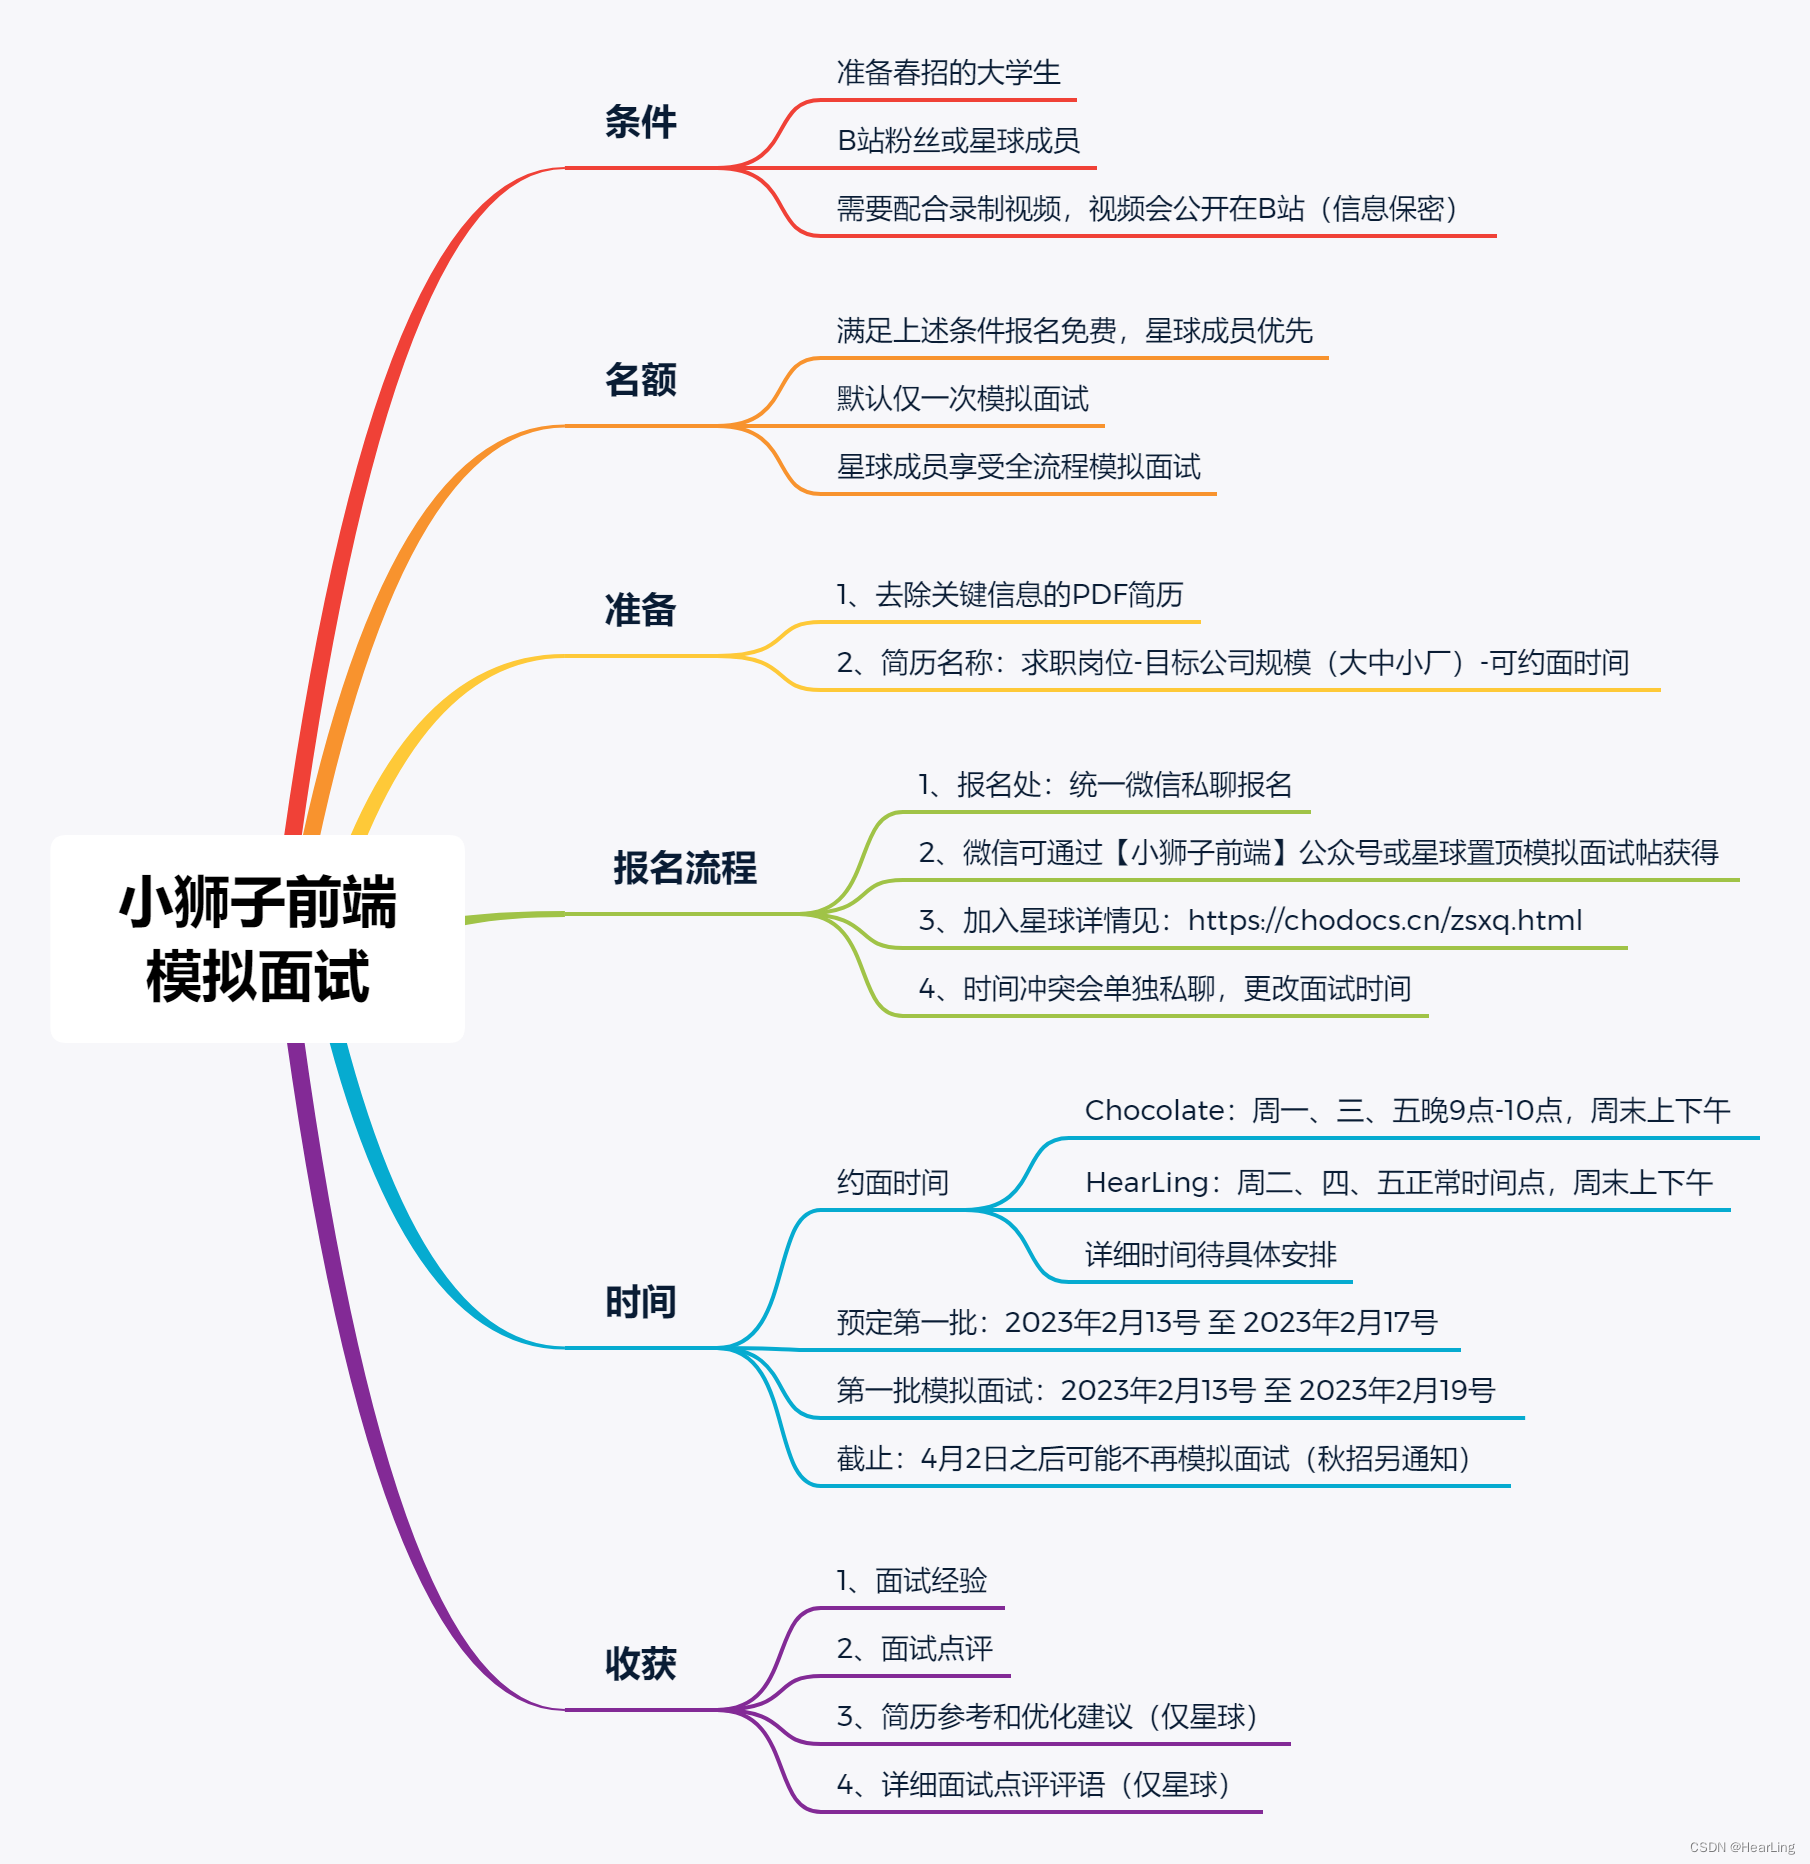 条件
准备春招的大学生
B站粉丝或星球成员
需要配合录制视频，视频会公开在B站（信息保密）
名额
满足上述条件报名免费，星球成员优先
默认仅一次模拟面试
星球成员享受全流程模拟面试
准备
1、去除关键信息的PDF简历
2、简历名称：求职岗位-目标公司规模（大中小厂）-可约面时间
小狮子前端
模拟面试
报名流程
1、报名处：统一微信私聊报名
2、微信可通过【小狮子前端】公众号或星球置顶模拟面试帖获得
3、加入星球详情见：https://chodocs.cn/zsxq.html
4、时间冲突会单独私聊，更改面试时间
时间
约面时间
Chocolate：周一、三、五晚9点-10点，周末上下午
HearLing：周二、四、五正常时间点，周末上下午
详细时间待具体安排
预定第一批：2023年2月13号 至 2023年2月17号
第一批模拟面试：2023年2月13号 至 2023年2月19号
截止：4月2日之后可能不再模拟面试（秋招另通知）
收获
1、面试经验
2、面试点评
3、简历参考和优化建议（仅星球）
4、详细面试点评评语（仅星球）
CSDN @HearLing